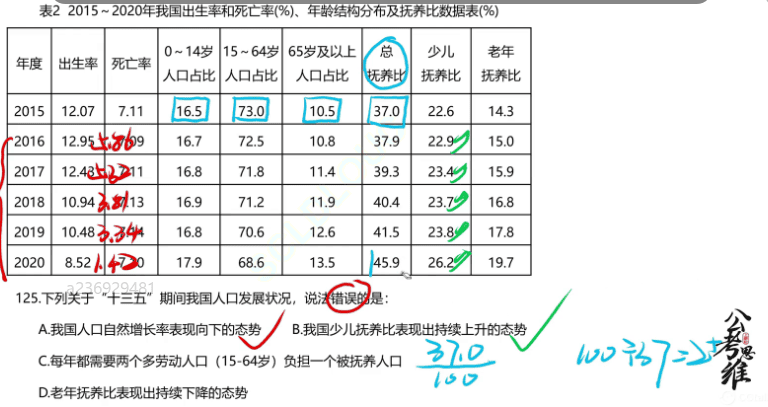 表2 2015～2020年我国出生率和死亡率(%)、年龄结构分布及抚养比数据表(%)
年度 出生率 死亡率 0～14岁人口占比 15～64岁人口占比 65岁及以上人口占比 总抚养比 少儿抚养比 老年抚养比
2015 12.07 7.11 16.5 73.0 10.5 37.0 22.6 14.3
2016 12.95 5.86 09 16.7 72.5 10.8 37.9 22.9 15.0
2017 12.43 5.32 11 16.8 71.8 11.4 39.3 23.4 15.9
2018 10.94 3.81 13 16.9 71.2 11.9 40.4 23.7 16.8
2019 10.48 3.34 16.8 70.6 12.6 41.5 23.8 17.8
2020 8.52 1.42 17.9 68.6 13.5 45.9 26.2 19.7
a236929481
125.下列关于“十三五”期间我国人口发展状况，说法错误的是：
A.我国人口自然增长率表现向下的态势 B.我国少儿抚养比表现出持续上升的态势
C.每年都需要两个多劳动人口（15-64岁）负担一个被抚养人口
37.0
100
100÷37=2+
D.老年抚养比表现出持续下降的态势
公考思维